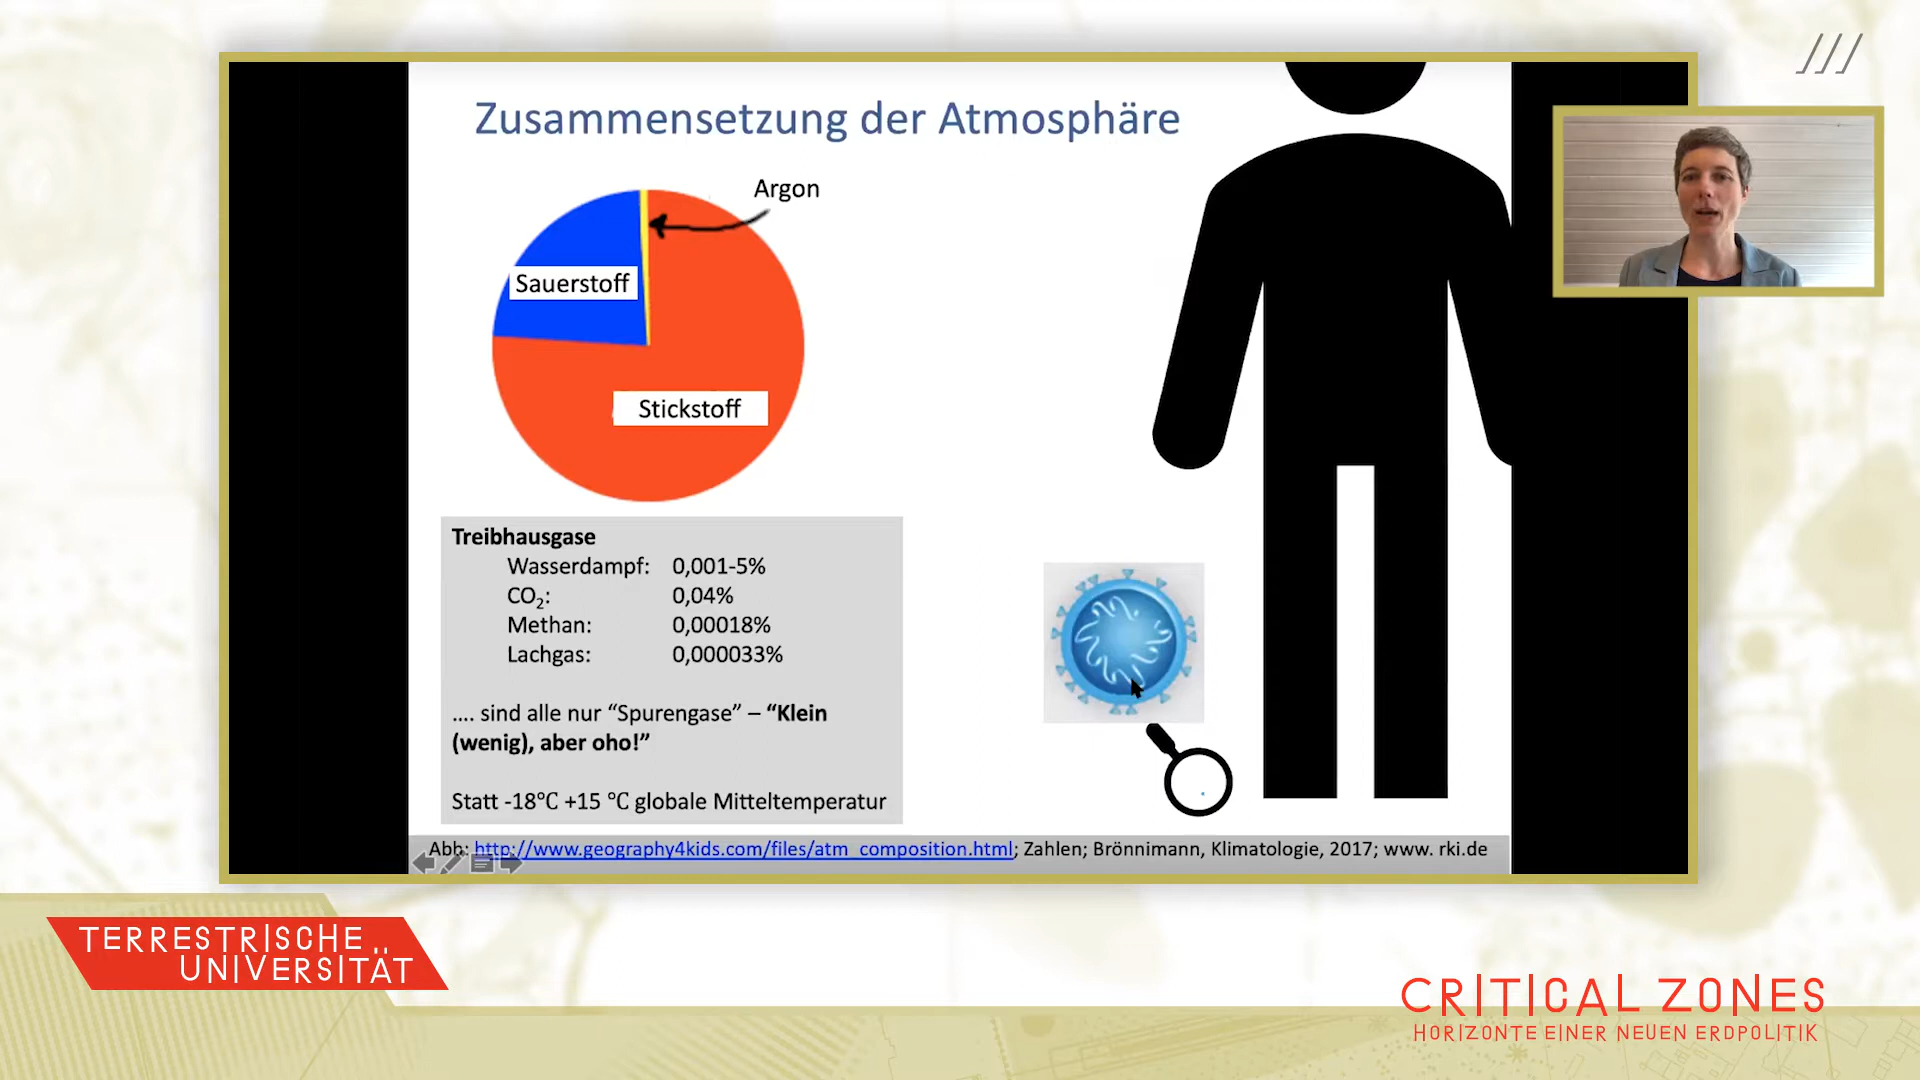 Zusammensetzung der Atmosphäre
Argon
Sauerstoff
Stickstoff
Treibhausgase
Wasserdampf: 0,001-5%
CO₂: 0,04%
Methan: 0,00018%
Lachgas: 0,000033%
.... sind alle nur “Spurengase” – “Klein
(wenig), aber oho!”
Statt -18°C +15 °C globale Mitteltemperatur
Abb: http://www.geography4kids.com/files/atm_composition.html; Zahlen; Brönnimann, Klimatologie, 2017; www. rki.de
TERRESTRISCHE
UNIVERSITÄT
CRITICAL ZONES
HORIZONTE EINER NEUEN ERDPOLITIK